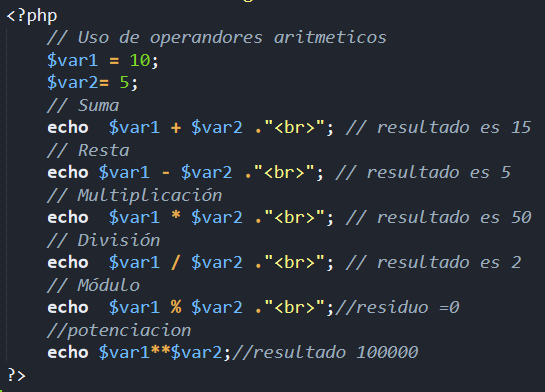 <?php
// Uso de operandores aritmeticos
$var1 = 10;
$var2= 5;
// Suma
echo  $var1 + $var2 ."<br>"; // resultado es 15
// Resta
echo $var1 - $var2 ."<br>"; // resultado es 5
// Multiplicación
echo  $var1 * $var2 ."<br>"; // resultado es 50
// División
echo  $var1 / $var2 ."<br>"; // resultado es 2
// Módulo
echo  $var1 % $var2 ."<br>";//residuo =0
//potenciacion
echo $var1**$var2;//resultado 100000
?>